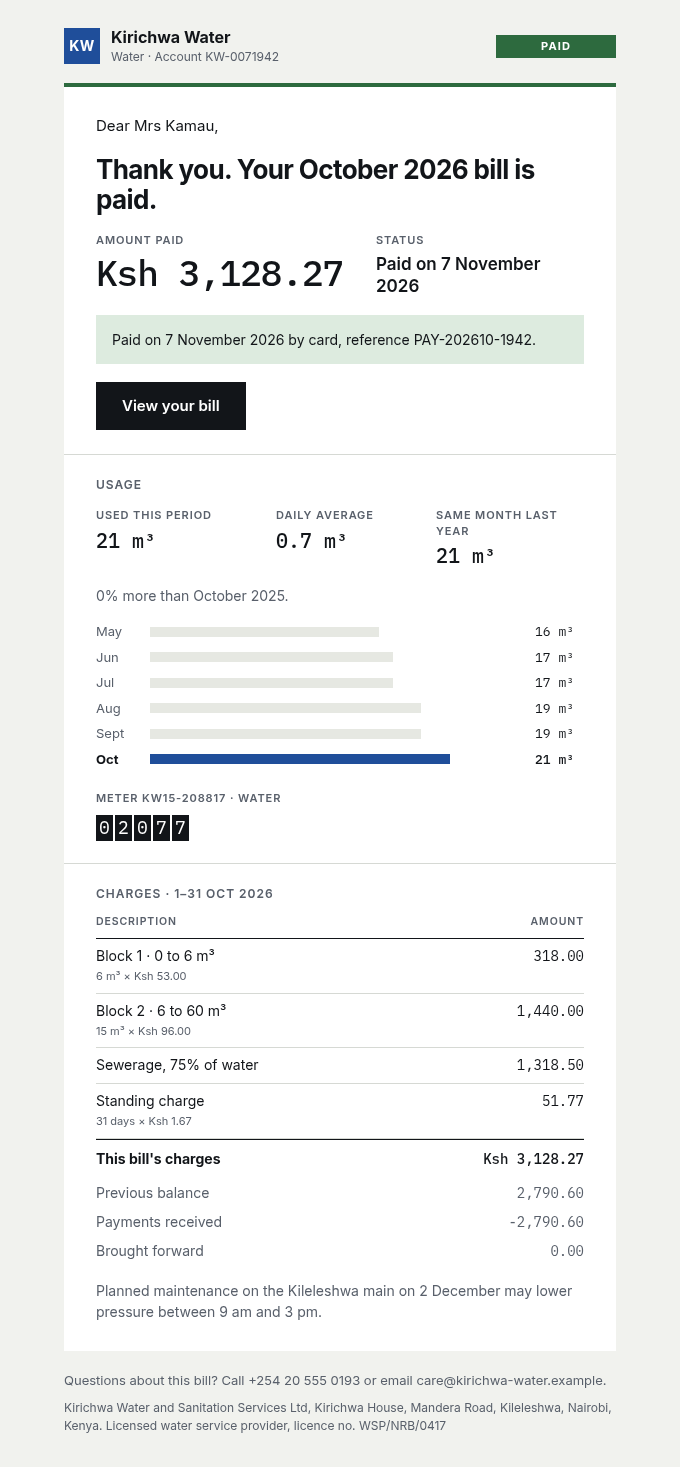 KW
Kirichwa Water
Water · Account KW-0071942
PAID
Dear Mrs Kamau,
Thank you. Your October 2026 bill is
paid.
AMOUNT PAID
Ksh 3,128.27
STATUS
Paid on 7 November
2026
Paid on 7 November 2026 by card, reference PAY-202610-1942.
View your bill
USAGE
USED THIS PERIOD
21 m³
DAILY AVERAGE
0.7 m³
SAME MONTH LAST
YEAR
21 m³
0% more than October 2025.
May 16 m³
Jun 17 m³
Jul 17 m³
Aug 19 m³
Sept 19 m³
Oct 21 m³
METER KW15-208817 · WATER
02077
CHARGES · 1–31 OCT 2026
DESCRIPTION AMOUNT
Block 1 · 0 to 6 m³ 318.00
6 m³ × Ksh 53.00
Block 2 · 6 to 60 m³ 1,440.00
15 m³ × Ksh 96.00
Sewerage, 75% of water 1,318.50
Standing charge 51.77
31 days × Ksh 1.67
This bill's charges Ksh 3,128.27
Previous balance 2,790.60
Payments received -2,790.60
Brought forward 0.00
Planned maintenance on the Kileleshwa main on 2 December may lower
pressure between 9 am and 3 pm.
Questions about this bill? Call +254 20 555 0193 or email care@kirichwa-water.example.
Kirichwa Water and Sanitation Services Ltd, Kirichwa House, Mandera Road, Kileleshwa, Nairobi,
Kenya. Licensed water service provider, licence no. WSP/NRB/0417